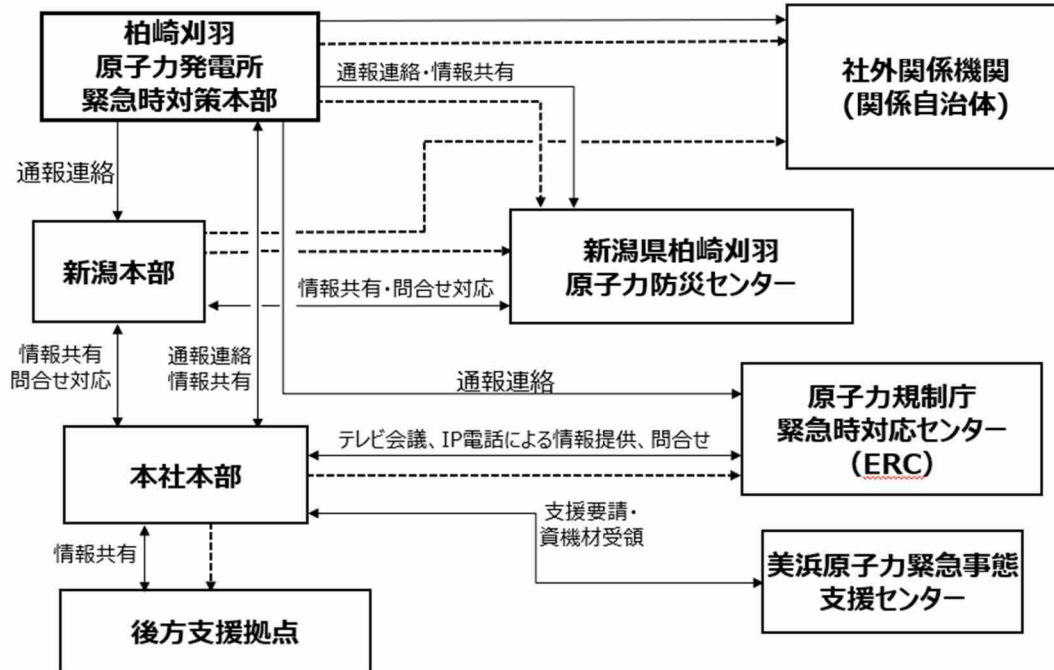 柏崎刈羽
原子力発電所
緊急時対策本部
社外関係機関
(関係自治体)
通報連絡・情報共有
通報連絡
新潟本部
新潟県柏崎刈羽
原子力防災センター
情報共有・問合せ対応
情報共有
問合せ対応
通報連絡
情報共有
通報連絡
原子力規制庁
緊急時対応センター
（ERC）
テレビ会議、IP電話による情報提供、問合せ
本社本部
支援要請・
資機材受領
情報共有
美浜原子力緊急事態
支援センター
後方支援拠点